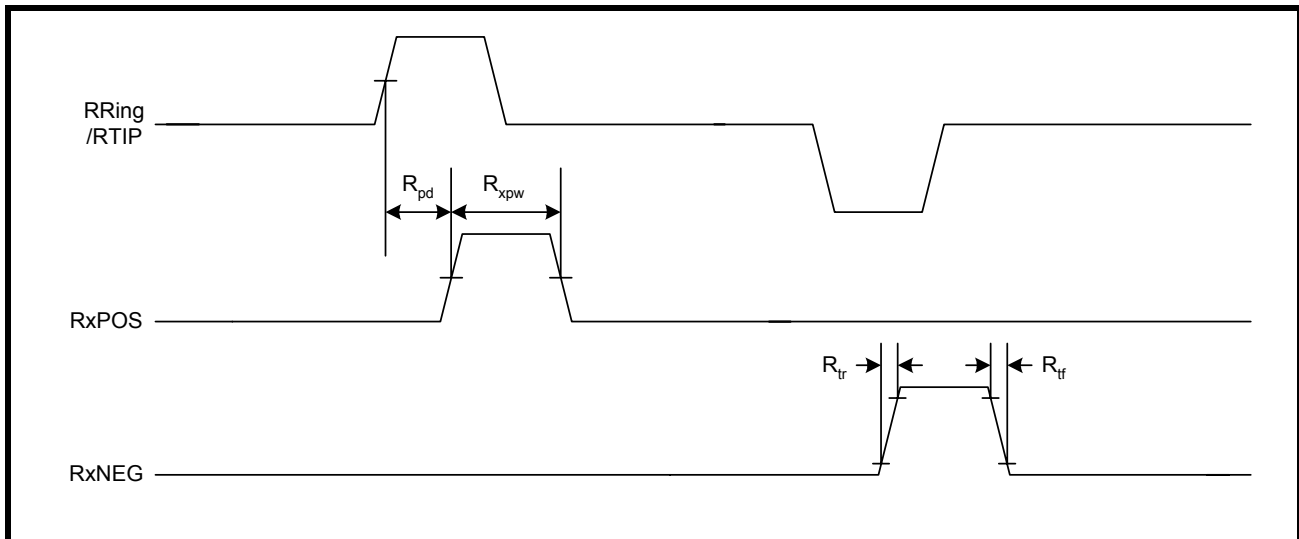 RRing
/RTIP
Rpd
Rxpw
RxPOS
Rtr
Rtf
RxNEG